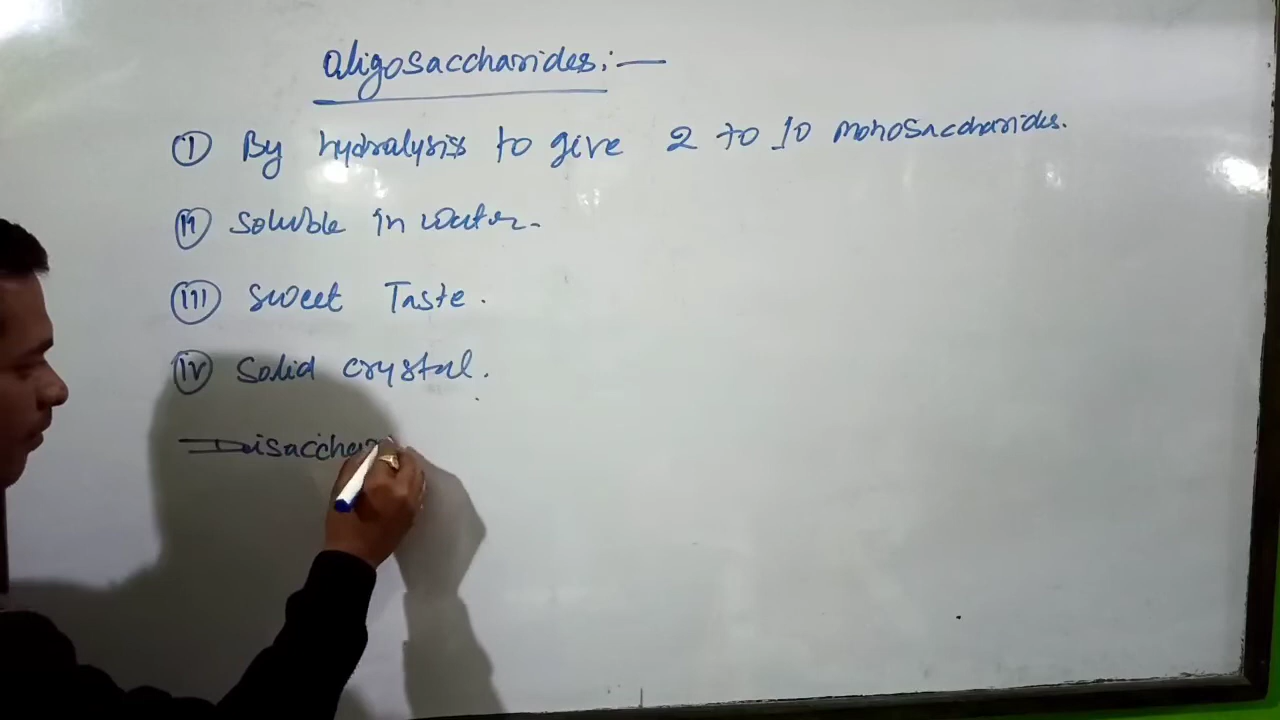 Oligosaccharides:—
(i) By hydralysis to give 2 to 10 monosaccharides.
(ii) Soluble in water.
(iii) Sweet Taste.
(iv) Solid crystal.
Disacchar